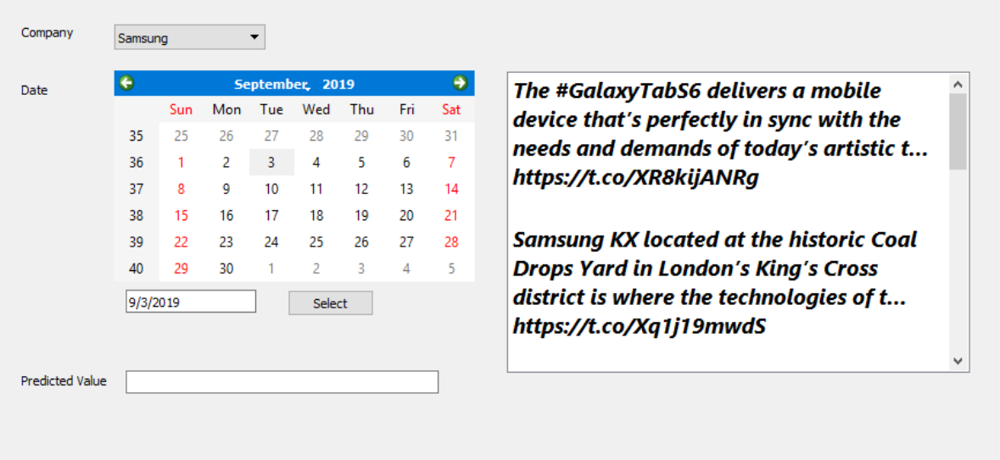 Company
Samsung
Date
September, 2019
Sun Mon Tue Wed Thu Fri Sat
35 25 26 27 28 29 30 31
36 1 2 3 4 5 6 7
37 8 9 10 11 12 13 14
38 15 16 17 18 19 20 21
39 22 23 24 25 26 27 28
40 29 30 1 2 3 4 5
9/3/2019
Select
The #GalaxyTabS6 delivers a mobile
device that’s perfectly in sync with the
needs and demands of today’s artistic t…
https://t.co/XR8kijANRg
Samsung KX located at the historic Coal
Drops Yard in London’s King’s Cross
district is where the technologies of t…
https://t.co/Xq1j19mwdS
Predicted Value